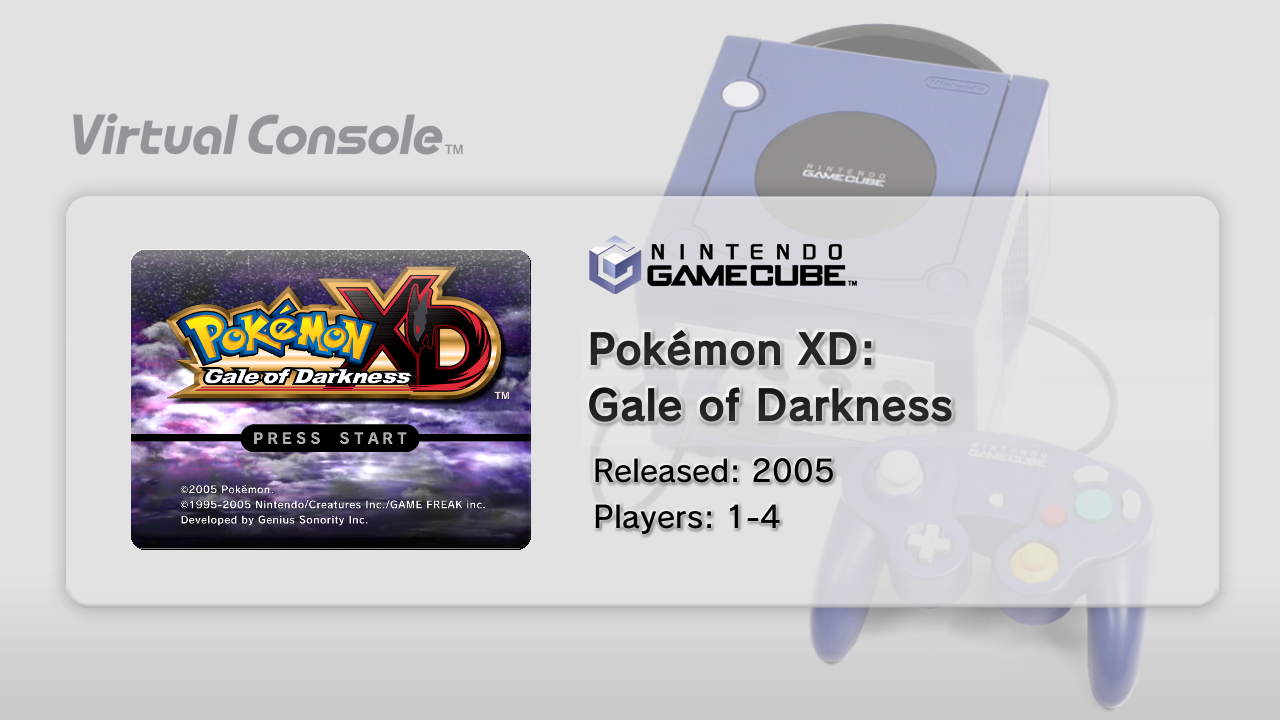 Nintendo
NINTENDO
GAMECUBE
Virtual Console™
NINTENDO
GAMECUBE™
POKéMON XD
Gale of Darkness
™
PRESS START
©2005 Pokémon.
©1995-2005 Nintendo/Creatures Inc./GAME FREAK inc.
Developed by Genius Sonority Inc.
Pokémon XD:
Gale of Darkness
Released: 2005
Players: 1-4
NINTENDO
GAMECUBE